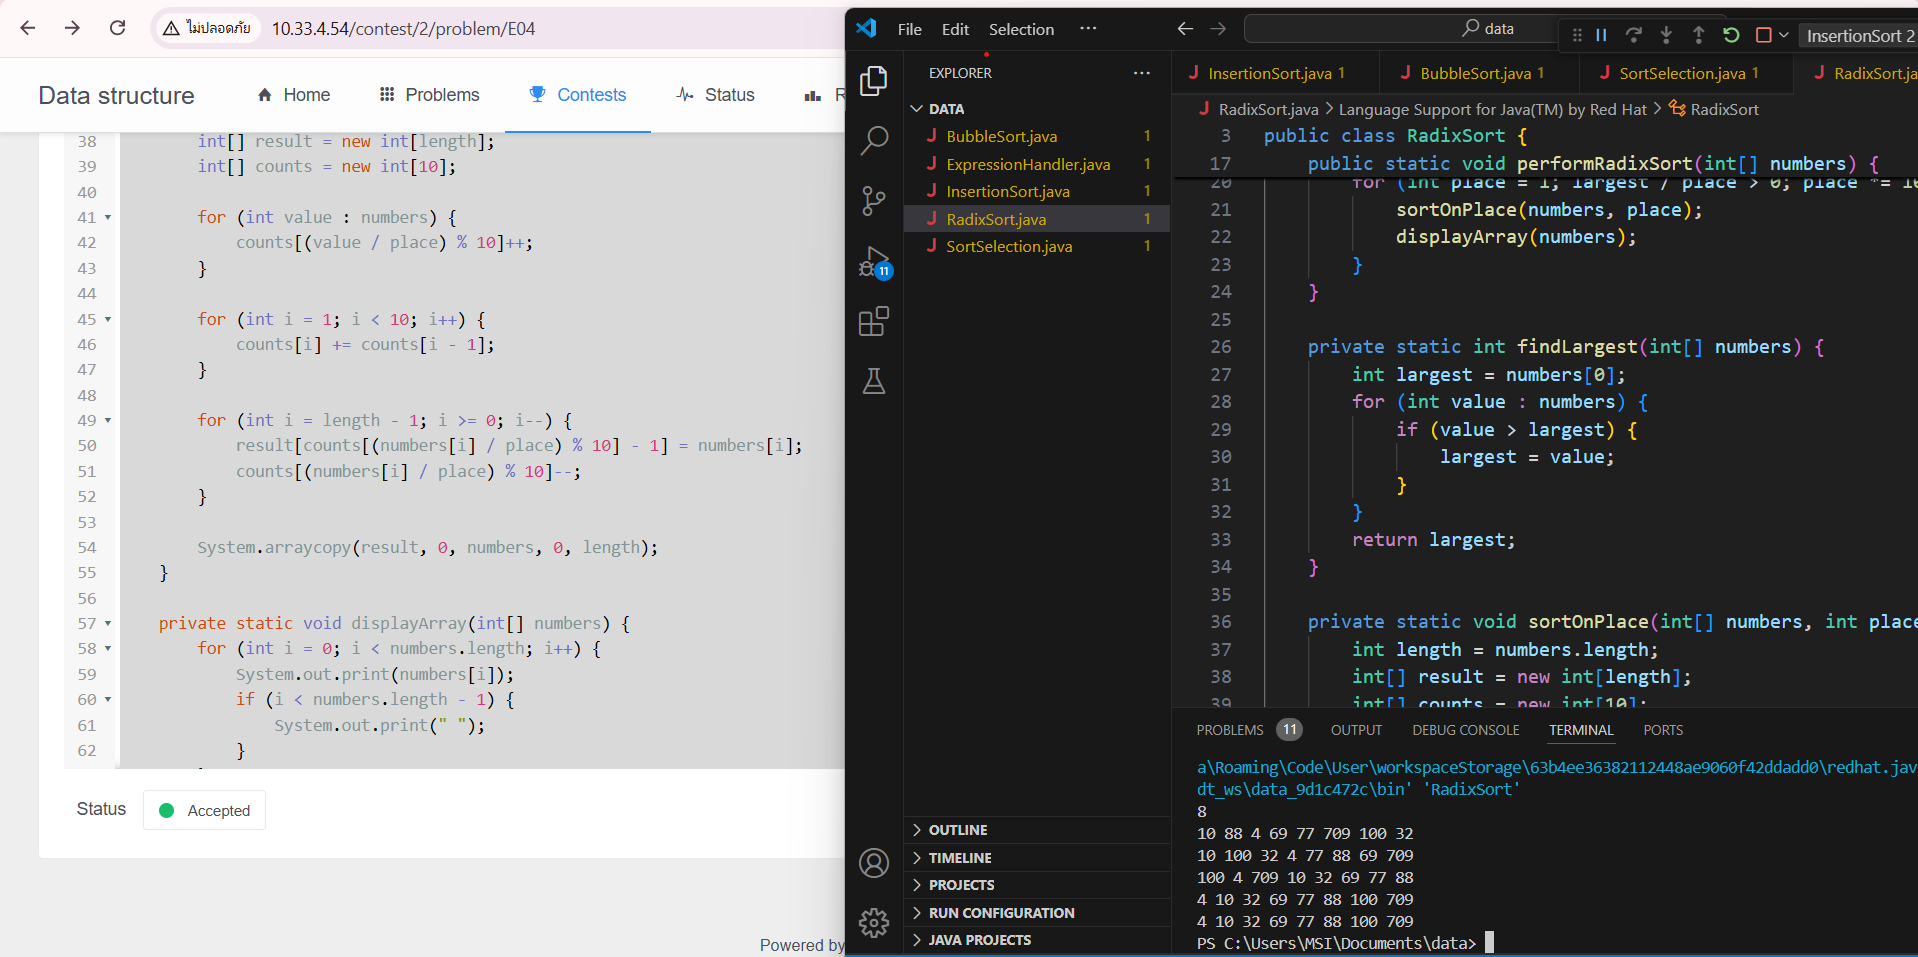 ไม่ปลอดภัย 10.33.4.54/contest/2/problem/E04
Data structure Home Problems Contests Status
38 int[] result = new int[length];
39 int[] counts = new int[10];
40
41 for (int value : numbers) {
42 counts[(value / place) % 10]++;
43 }
44
45 for (int i = 1; i < 10; i++) {
46 counts[i] += counts[i - 1];
47 }
48
49 for (int i = length - 1; i >= 0; i--) {
50 result[counts[(numbers[i] / place) % 10] - 1] = numbers[i];
51 counts[(numbers[i] / place) % 10]--;
52 }
53
54 System.arraycopy(result, 0, numbers, 0, length);
55 }
56
57 private static void displayArray(int[] numbers) {
58 for (int i = 0; i < numbers.length; i++) {
59 System.out.print(numbers[i]);
60 if (i < numbers.length - 1) {
61 System.out.print(" ");
62 }
Status Accepted
Powered by
File Edit Selection ··· data InsertionSort 2
EXPLORER ···
DATA
BubbleSort.java 1
ExpressionHandler.java 1
InsertionSort.java 1
RadixSort.java 1
SortSelection.java 1
11
OUTLINE
TIMELINE
PROJECTS
RUN CONFIGURATION
JAVA PROJECTS
InsertionSort.java 1 BubbleSort.java 1 SortSelection.java 1 RadixSort.ja
RadixSort.java > Language Support for Java(TM) by Red Hat > RadixSort
3 public class RadixSort {
17 public static void performRadixSort(int[] numbers) {
20 for (int place = 1; largest / place > 0; place *= 10
21 sortOnPlace(numbers, place);
22 displayArray(numbers);
23 }
24 }
25
26 private static int findLargest(int[] numbers) {
27 int largest = numbers[0];
28 for (int value : numbers) {
29 if (value > largest) {
30 largest = value;
31 }
32 }
33 return largest;
34 }
35
36 private static void sortOnPlace(int[] numbers, int place
37 int length = numbers.length;
38 int[] result = new int[length];
39 int[] counts = new int[10];
PROBLEMS 11 OUTPUT DEBUG CONSOLE TERMINAL PORTS
a\Roaming\Code\User\workspaceStorage\63b4ee36382112448ae9060f42ddadd0\redhat.jav
dt_ws\data_9d1c472c\bin' 'RadixSort'
8
10 88 4 69 77 709 100 32
10 100 32 4 77 88 69 709
100 4 709 10 32 69 77 88
4 10 32 69 77 88 100 709
4 10 32 69 77 88 100 709
PS C:\Users\MSI\Documents\data>